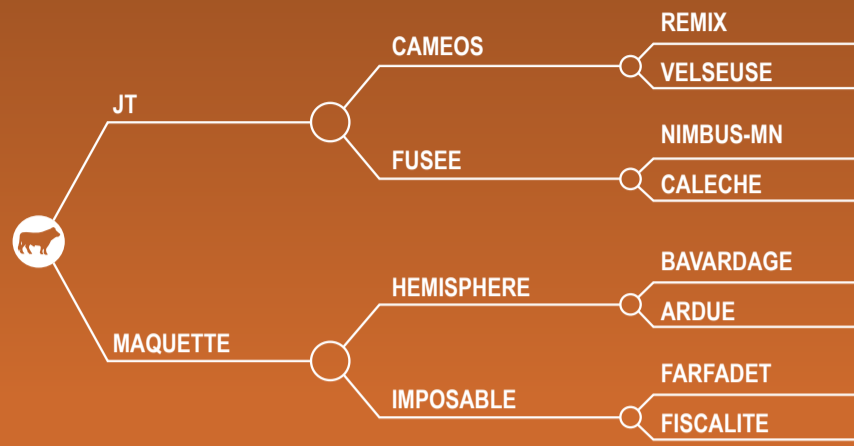 REMIX
CAMEOS
VELSEUSE
JT
NIMBUS-MN
FUSEE
CALECHE
BAVARDAGE
HEMISPHERE
ARDUE
MAQUETTE
FARFADET
IMPOSABLE
FISCALITE